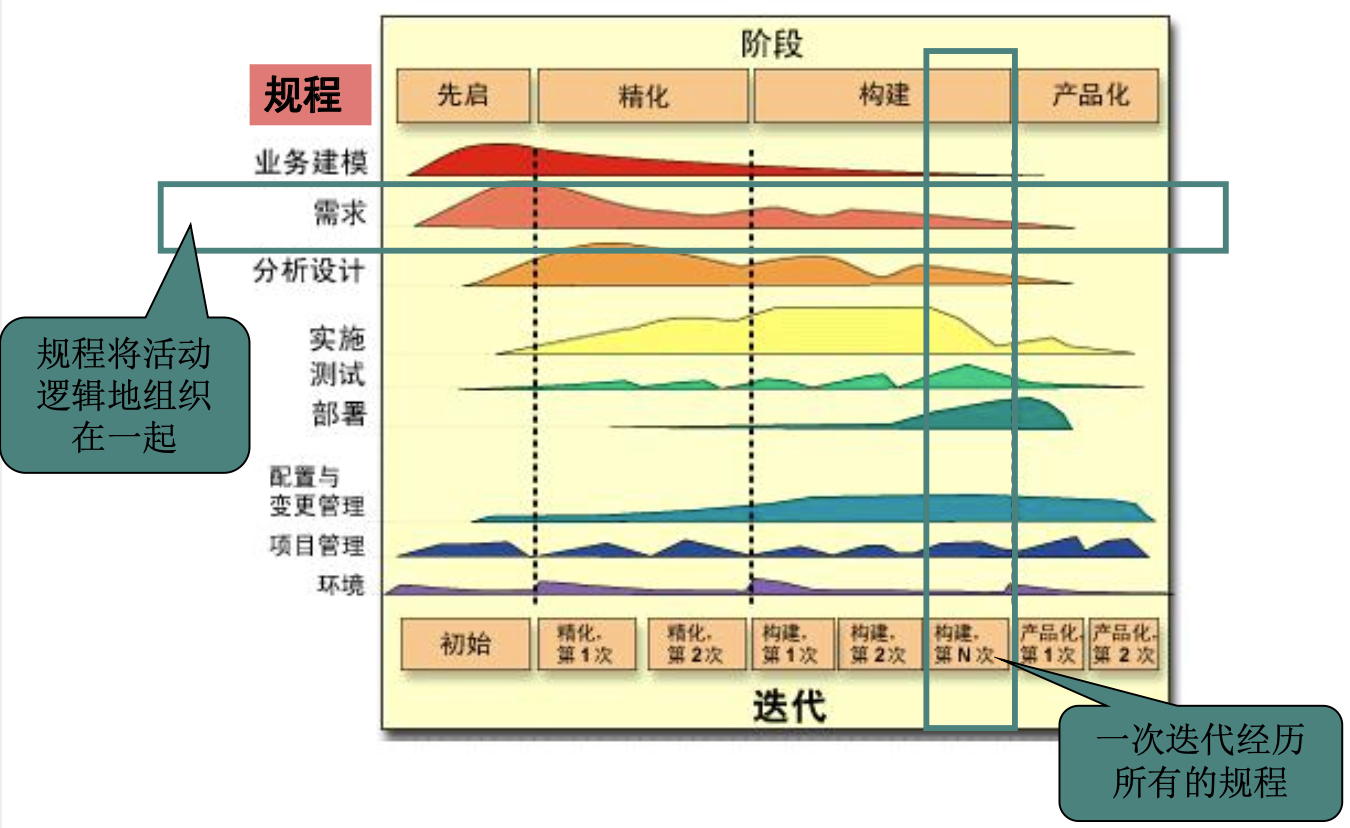 阶段
规程
先启
精化
构建
产品化
业务建模
需求
分析设计
实施
测试
部署
配置与
变更管理
项目管理
环境
规程将活动
逻辑地组织
在一起
初始
精化,
第1次
精化,
第2次
构建,
第1次
构建,
第2次
构建,
第N次
产品化,
第1次
产品化,
第2次
迭代
一次迭代经历
所有的规程